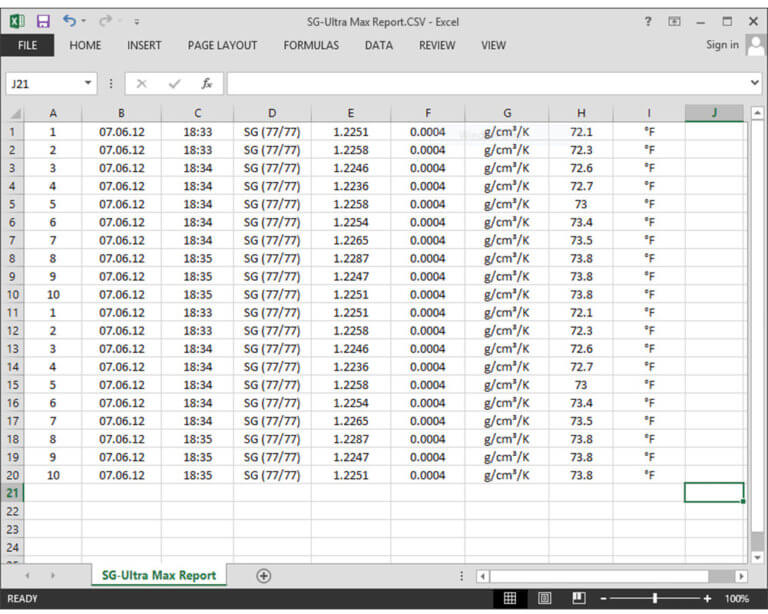 SG-Ultra Max Report.CSV - Excel
FILE HOME INSERT PAGE LAYOUT FORMULAS DATA REVIEW VIEW Sign in
J21 fx
A B C D E F G H I J
1 1 07.06.12 18:33 SG (77/77) 1.2251 0.0004 g/cm³/K 72.1 °F
2 2 07.06.12 18:33 SG (77/77) 1.2258 0.0004 g/cm³/K 72.3 °F
3 3 07.06.12 18:34 SG (77/77) 1.2246 0.0004 g/cm³/K 72.6 °F
4 4 07.06.12 18:34 SG (77/77) 1.2236 0.0004 g/cm³/K 72.7 °F
5 5 07.06.12 18:34 SG (77/77) 1.2258 0.0004 g/cm³/K 73 °F
6 6 07.06.12 18:34 SG (77/77) 1.2254 0.0004 g/cm³/K 73.4 °F
7 7 07.06.12 18:34 SG (77/77) 1.2265 0.0004 g/cm³/K 73.5 °F
8 8 07.06.12 18:35 SG (77/77) 1.2287 0.0004 g/cm³/K 73.8 °F
9 9 07.06.12 18:35 SG (77/77) 1.2247 0.0004 g/cm³/K 73.8 °F
10 10 07.06.12 18:35 SG (77/77) 1.2251 0.0004 g/cm³/K 73.8 °F
11 1 07.06.12 18:33 SG (77/77) 1.2251 0.0004 g/cm³/K 72.1 °F
12 2 07.06.12 18:33 SG (77/77) 1.2258 0.0004 g/cm³/K 72.3 °F
13 3 07.06.12 18:34 SG (77/77) 1.2246 0.0004 g/cm³/K 72.6 °F
14 4 07.06.12 18:34 SG (77/77) 1.2236 0.0004 g/cm³/K 72.7 °F
15 5 07.06.12 18:34 SG (77/77) 1.2258 0.0004 g/cm³/K 73 °F
16 6 07.06.12 18:34 SG (77/77) 1.2254 0.0004 g/cm³/K 73.4 °F
17 7 07.06.12 18:34 SG (77/77) 1.2265 0.0004 g/cm³/K 73.5 °F
18 8 07.06.12 18:35 SG (77/77) 1.2287 0.0004 g/cm³/K 73.8 °F
19 9 07.06.12 18:35 SG (77/77) 1.2247 0.0004 g/cm³/K 73.8 °F
20 10 07.06.12 18:35 SG (77/77) 1.2251 0.0004 g/cm³/K 73.8 °F
21
22
23
24
SG-Ultra Max Report
READY 100%